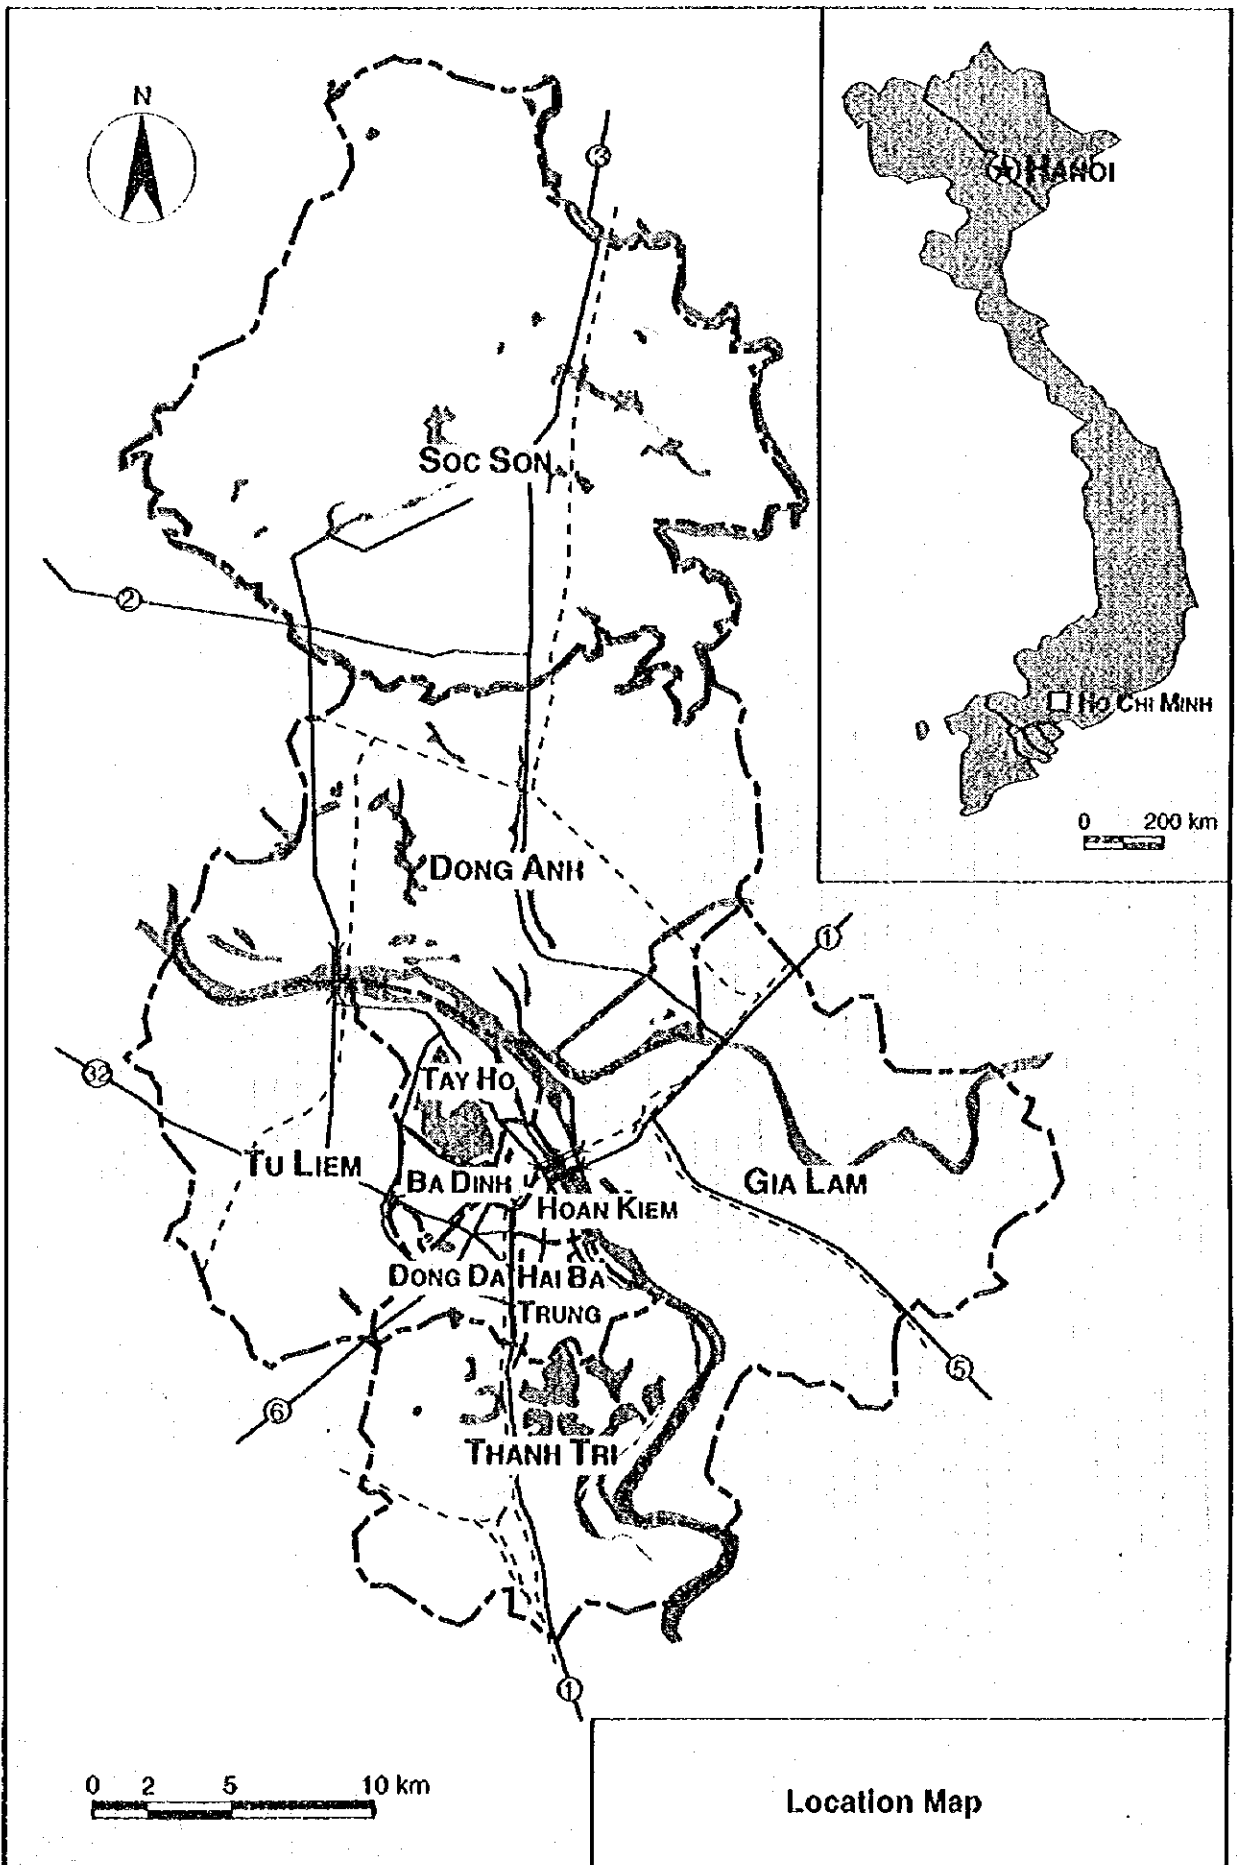 N
3
HANOI
SOC SON
2
HO CHI MINH
0 200 km
DONG ANH
1
32
TAY HO
TU LIEM
BA DINH
GIA LAM
HOAN KIEM
DONG DA
HAI BA
TRUNG
5
6
THANH TRI
1
0 2 5 10 km
Location Map